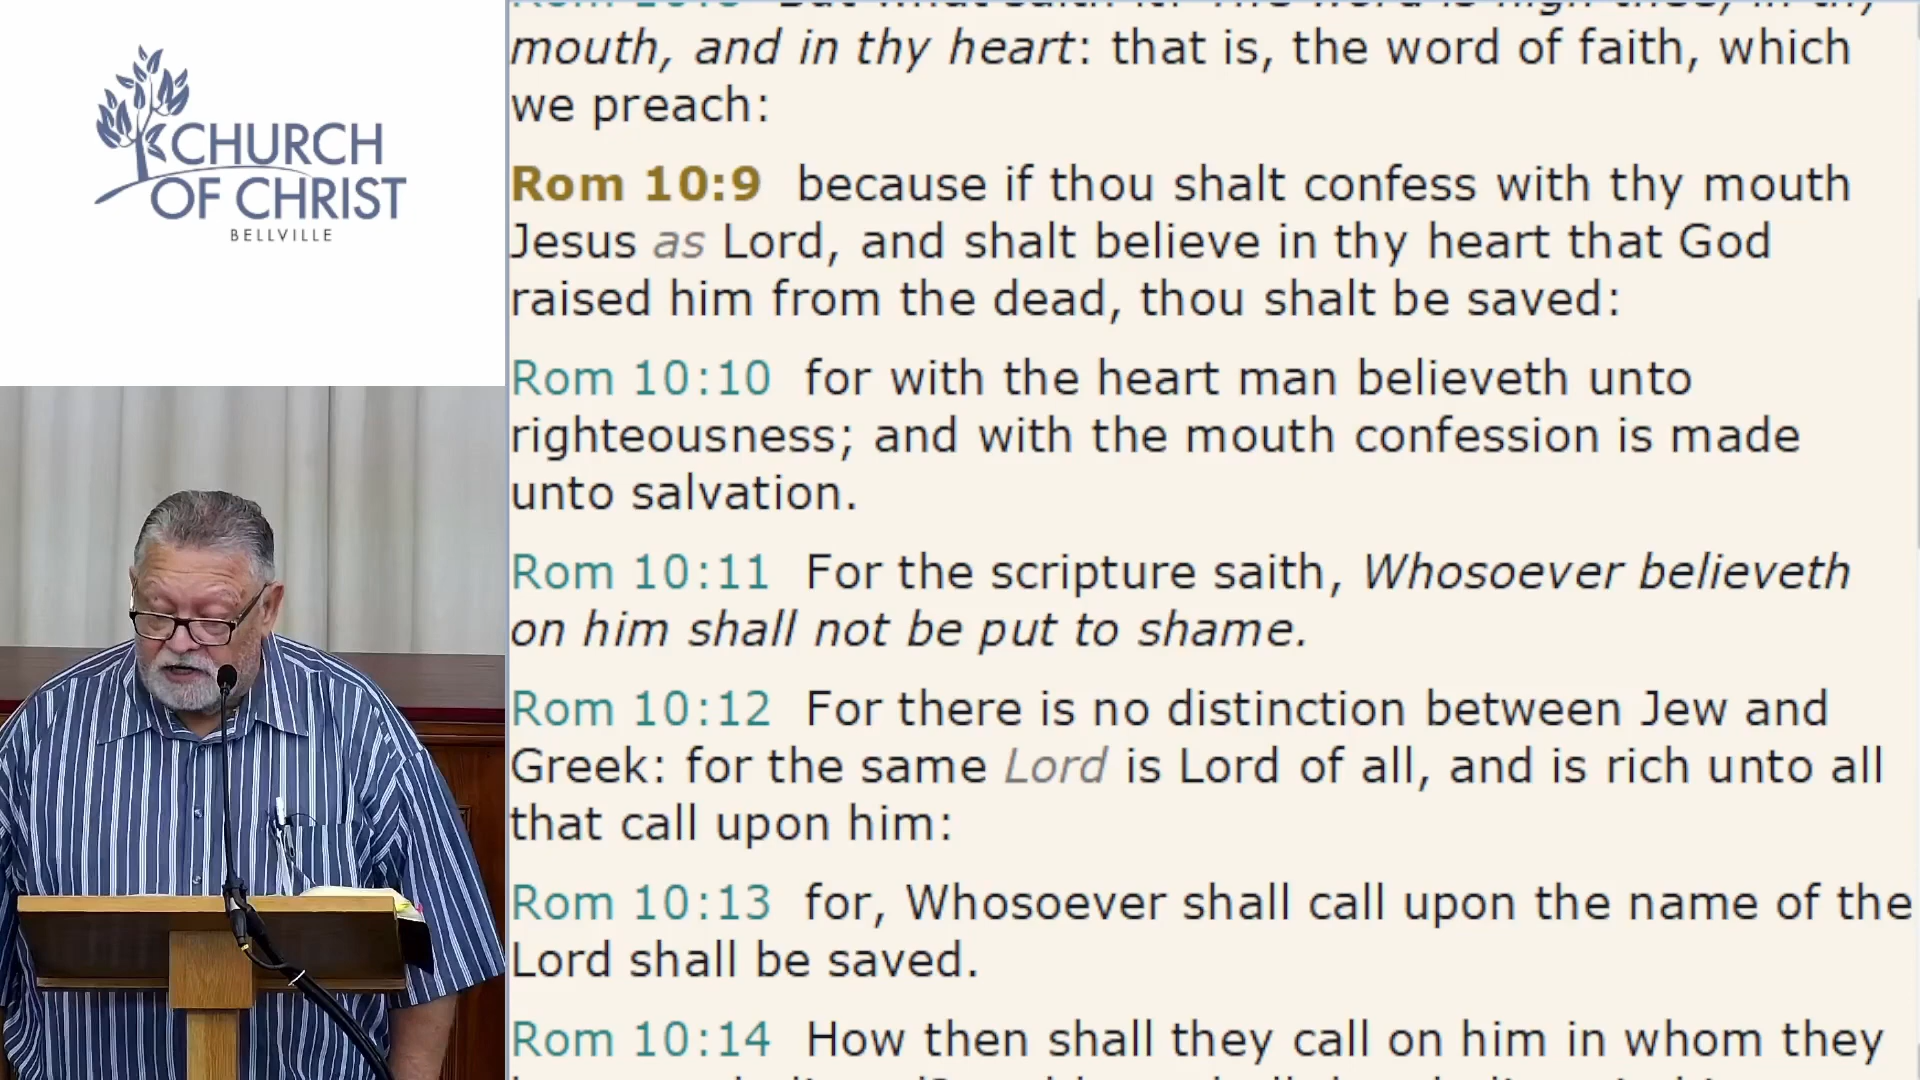 CHURCH
OF CHRIST
BELLVILLE
mouth, and in thy heart: that is, the word of faith, which
we preach:
Rom 10:9 because if thou shalt confess with thy mouth
Jesus as Lord, and shalt believe in thy heart that God
raised him from the dead, thou shalt be saved:
Rom 10:10 for with the heart man believeth unto
righteousness; and with the mouth confession is made
unto salvation.
Rom 10:11 For the scripture saith, Whosoever believeth
on him shall not be put to shame.
Rom 10:12 For there is no distinction between Jew and
Greek: for the same Lord is Lord of all, and is rich unto all
that call upon him:
Rom 10:13 for, Whosoever shall call upon the name of the
Lord shall be saved.
Rom 10:14 How then shall they call on him in whom they